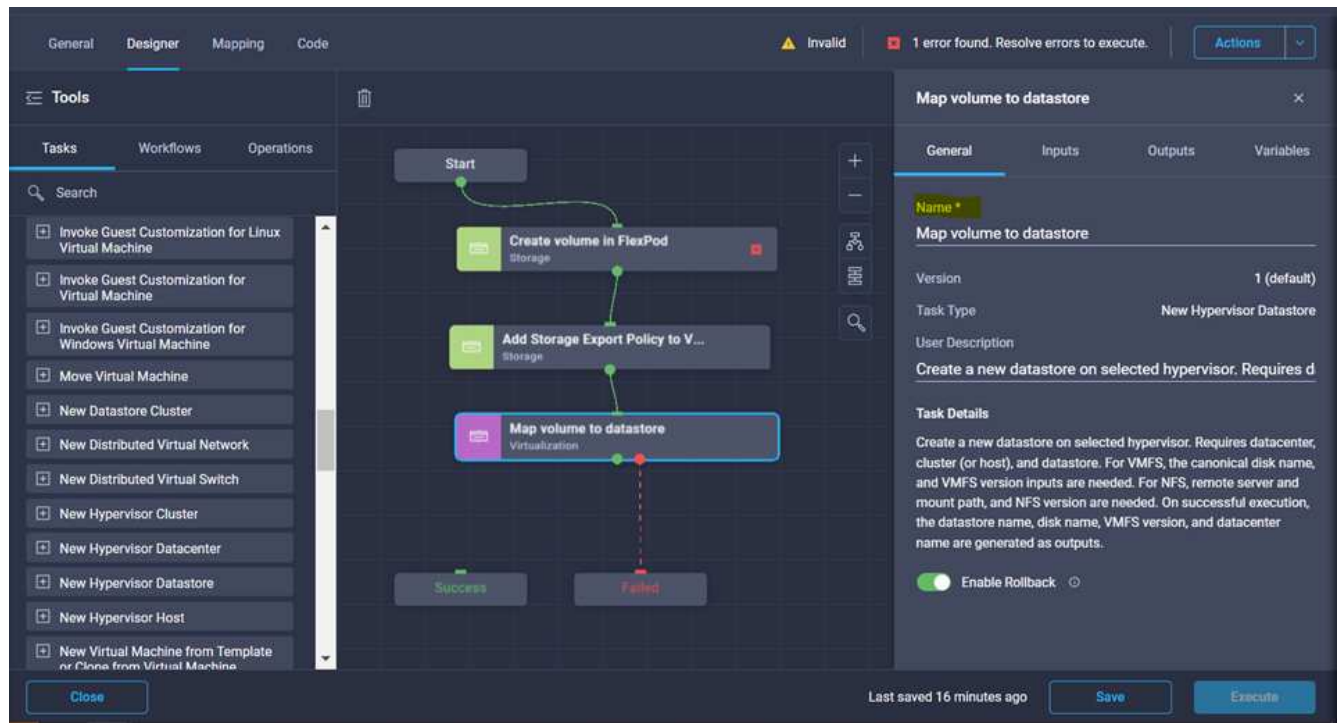 General Designer Mapping Code
Invalid
1 error found. Resolve errors to execute.
Actions
Tools
Tasks Workflows Operations
Search
Invoke Guest Customization for Linux
Virtual Machine
Invoke Guest Customization for
Virtual Machine
Invoke Guest Customization for
Windows Virtual Machine
Move Virtual Machine
New Datastore Cluster
New Distributed Virtual Network
New Distributed Virtual Switch
New Hypervisor Cluster
New Hypervisor Datacenter
New Hypervisor Datastore
New Hypervisor Host
New Virtual Machine from Template
or Clone from Virtual Machine
Start
Create volume in FlexPod
Storage
Add Storage Export Policy to V...
Storage
Map volume to datastore
Virtualization
Success
Failed
Map volume to datastore
General Inputs Outputs Variables
Name *
Map volume to datastore
Version 1 (default)
Task Type New Hypervisor Datastore
User Description
Create a new datastore on selected hypervisor. Requires d
Task Details
Create a new datastore on selected hypervisor. Requires datacenter,
cluster (or host), and datastore. For VMFS, the canonical disk name,
and VMFS version inputs are needed. For NFS, remote server and
mount path, and NFS version are needed. On successful execution,
the datastore name, disk name, VMFS version, and datacenter
name are generated as outputs.
Enable Rollback
Close
Last saved 16 minutes ago
Save
Execute